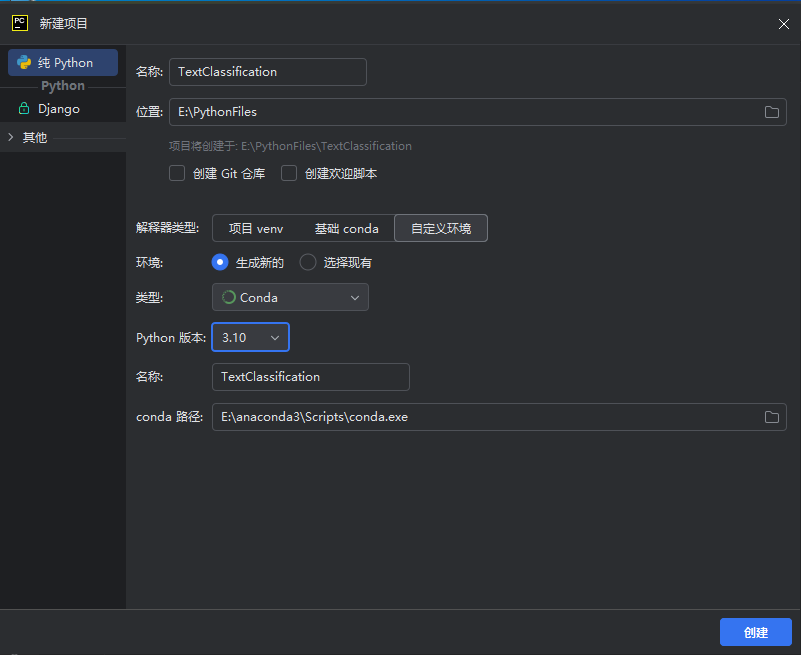 PC
新建项目
纯 Python
Python
Django
其他
名称: TextClassification
位置: E:\PythonFiles
项目将创建于: E:\PythonFiles\TextClassification
创建 Git 仓库 创建欢迎脚本
解释器类型: 项目 venv 基础 conda 自定义环境
环境: 生成新的 选择现有
类型: Conda
Python 版本: 3.10
名称: TextClassification
conda 路径: E:\anaconda3\Scripts\conda.exe
创建